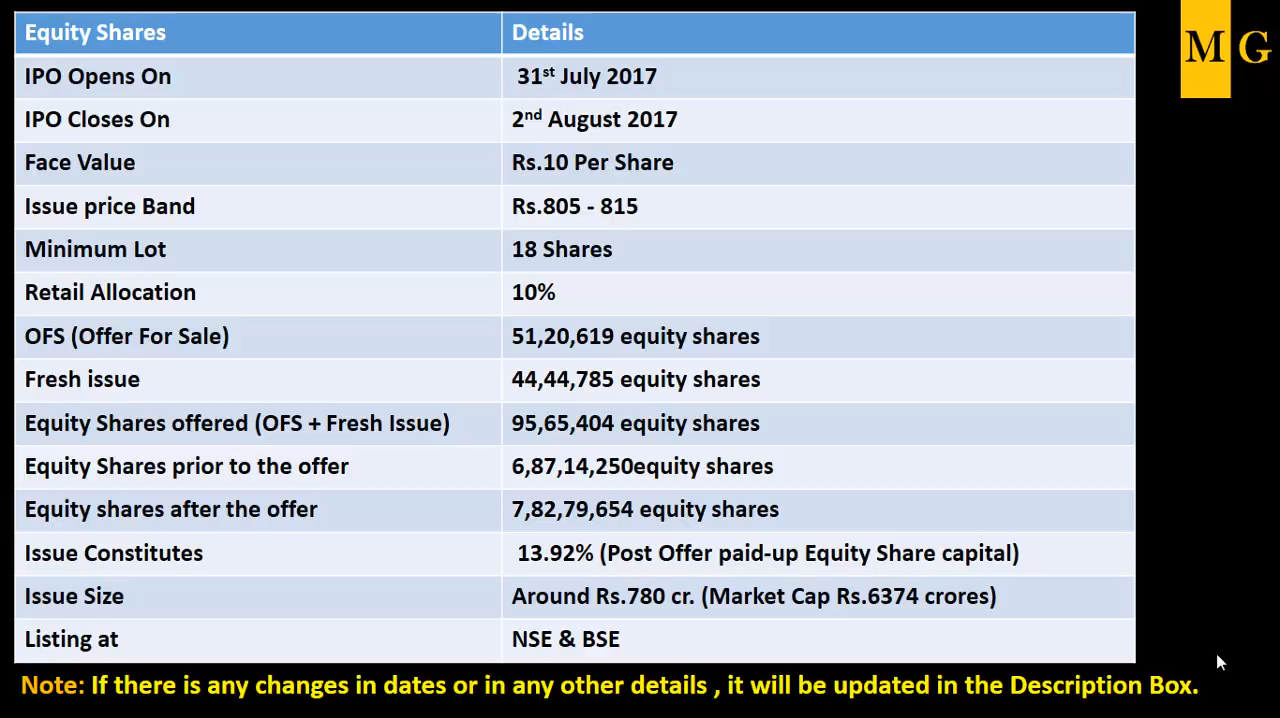 Equity Shares Details
IPO Opens On 31st July 2017
IPO Closes On 2nd August 2017
Face Value Rs.10 Per Share
Issue price Band Rs.805 - 815
Minimum Lot 18 Shares
Retail Allocation 10%
OFS (Offer For Sale) 51,20,619 equity shares
Fresh issue 44,44,785 equity shares
Equity Shares offered (OFS + Fresh Issue) 95,65,404 equity shares
Equity Shares prior to the offer 6,87,14,250equity shares
Equity shares after the offer 7,82,79,654 equity shares
Issue Constitutes 13.92% (Post Offer paid-up Equity Share capital)
Issue Size Around Rs.780 cr. (Market Cap Rs.6374 crores)
Listing at NSE & BSE
Note: If there is any changes in dates or in any other details , it will be updated in the Description Box.
M G